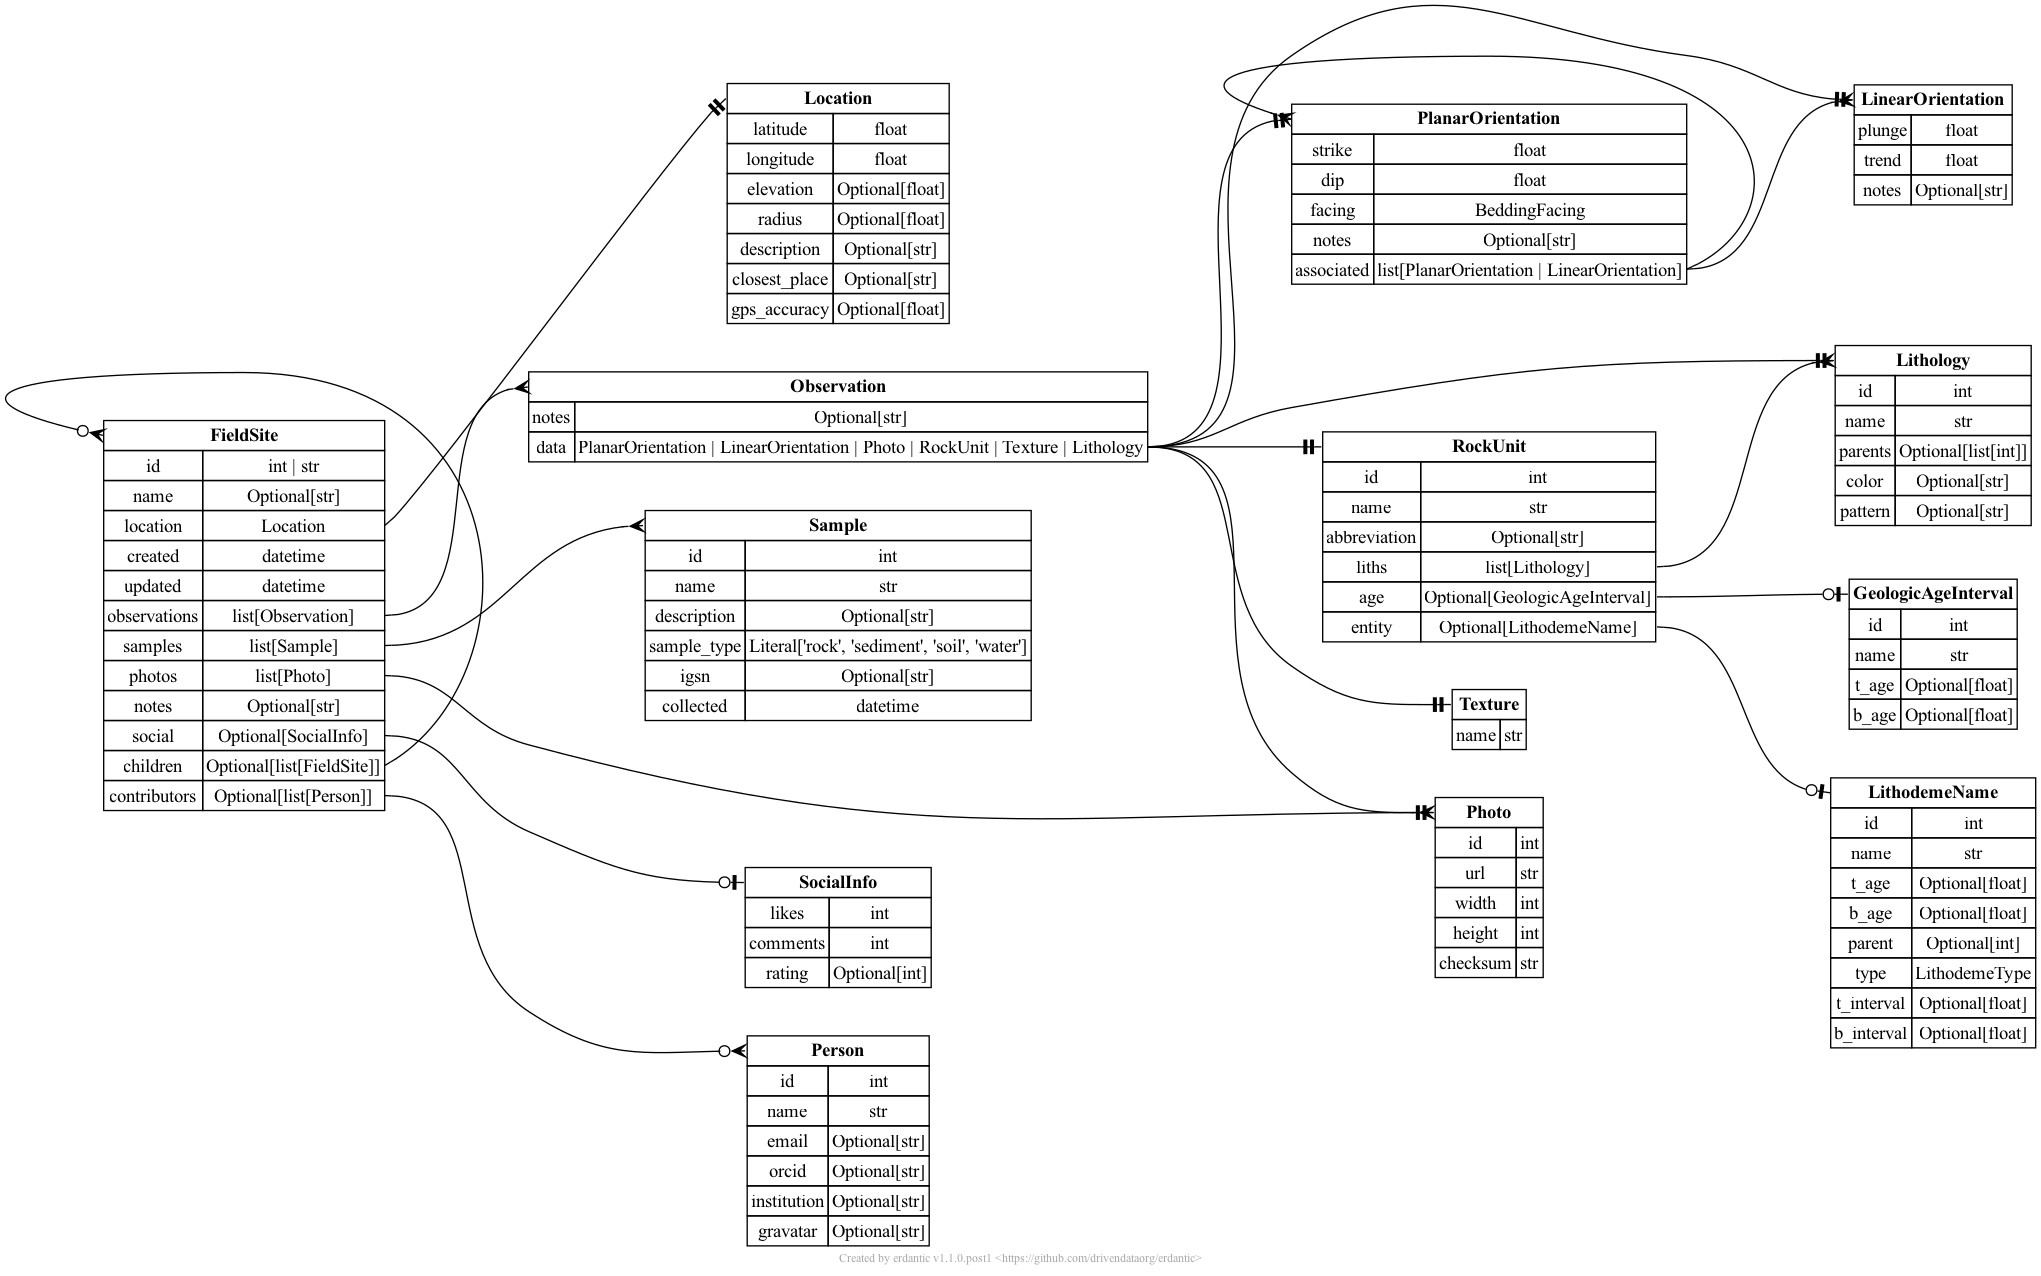 Location
latitude float
longitude float
elevation Optional[float]
radius Optional[float]
description Optional[str]
closest_place Optional[str]
gps_accuracy Optional[float]
PlanarOrientation
strike float
dip float
facing BeddingFacing
notes Optional[str]
associated list[PlanarOrientation | LinearOrientation]
LinearOrientation
plunge float
trend float
notes Optional[str]
Observation
notes Optional[str]
data PlanarOrientation | LinearOrientation | Photo | RockUnit | Texture | Lithology
Lithology
id int
name str
parents Optional[list[int]]
color Optional[str]
pattern Optional[str]
FieldSite
id int | str
name Optional[str]
location Location
created datetime
updated datetime
observations list[Observation]
samples list[Sample]
photos list[Photo]
notes Optional[str]
social Optional[SocialInfo]
children Optional[list[FieldSite]]
contributors Optional[list[Person]]
Sample
id int
name str
description Optional[str]
sample_type Literal['rock', 'sediment', 'soil', 'water']
igsn Optional[str]
collected datetime
RockUnit
id int
name str
abbreviation Optional[str]
liths list[Lithology]
age Optional[GeologicAgeInterval]
entity Optional[LithodemeName]
GeologicAgeInterval
id int
name str
t_age Optional[float]
b_age Optional[float]
Texture
name str
LithodemeName
id int
name str
t_age Optional[float]
b_age Optional[float]
parent Optional[int]
type LithodemeType
t_interval Optional[float]
b_interval Optional[float]
Photo
id int
url str
width int
height int
checksum str
SocialInfo
likes int
comments int
rating Optional[int]
Person
id int
name str
email Optional[str]
orcid Optional[str]
institution Optional[str]
gravatar Optional[str]
Created by erdantic v1.1.0.post1 <https://github.com/drivendataorg/erdantic>